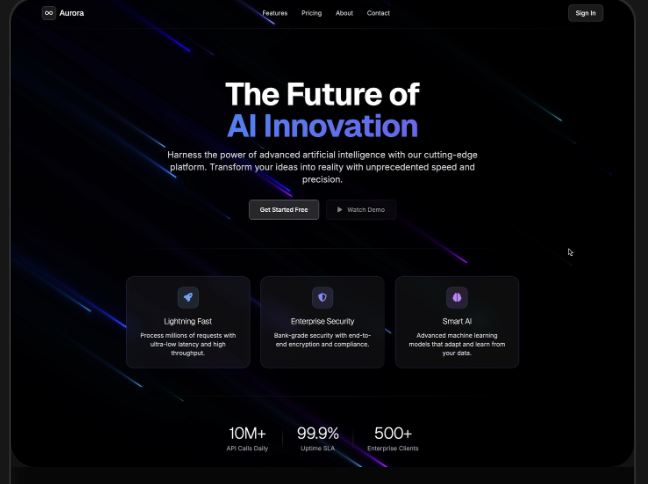 Aurora
Features
Pricing
About
Contact
Sign In
The Future of
AI Innovation
Harness the power of advanced artificial intelligence with our cutting-edge
platform. Transform your ideas into reality with unprecedented speed and
precision.
Get Started Free
Watch Demo
Lightning Fast
Process millions of requests with
ultra-low latency and high
throughput.
Enterprise Security
Bank-grade security with end-to-
end encryption and compliance.
Smart AI
Advanced machine learning
models that adapt and learn from
your data.
10M+
API Calls Daily
99.9%
Uptime SLA
500+
Enterprise Clients